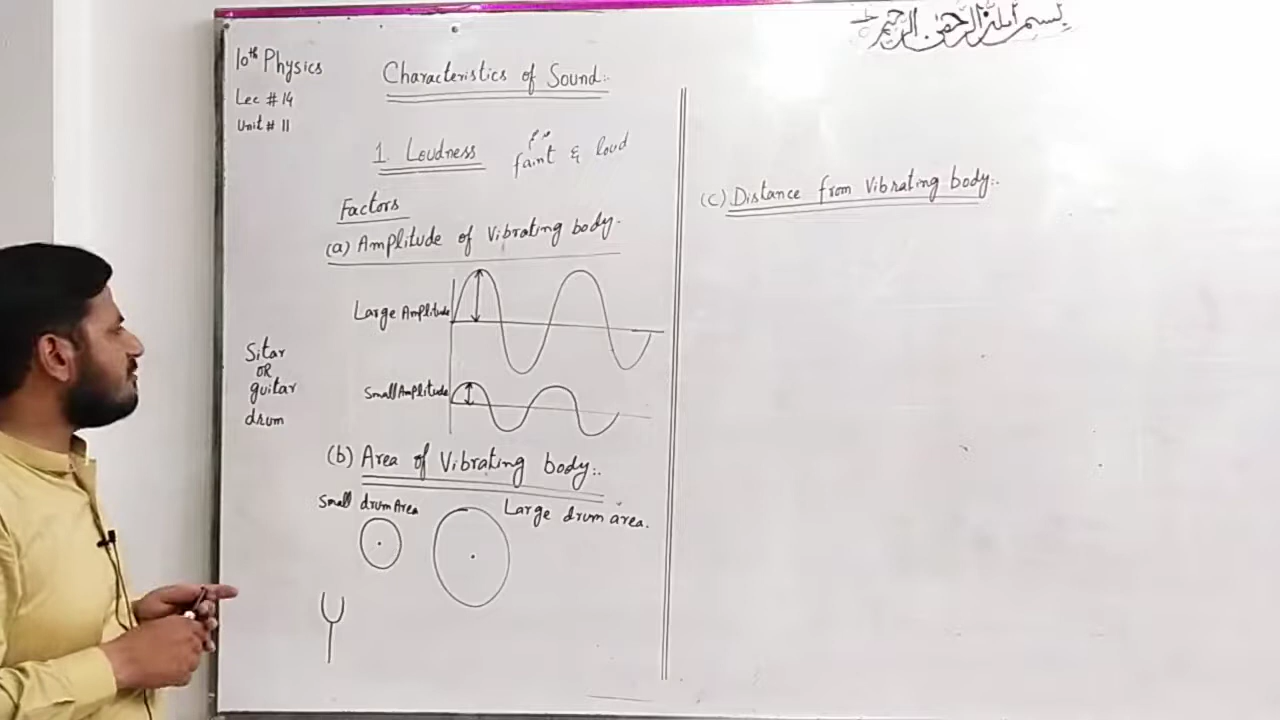 بسم الله الرحمن الرحيم
10th Physics
Lec # 14
Unit # 11
Characteristics of Sound:.
1. Loudness
faint & loud
Factors
(a) Amplitude of Vibrating body.
Large Amplitude
Small Amplitude
Sitar
OR
guitar
drum
(b) Area of Vibrating body:.
Small drum Area
Large drum area.
(c) Distance from Vibrating body:.